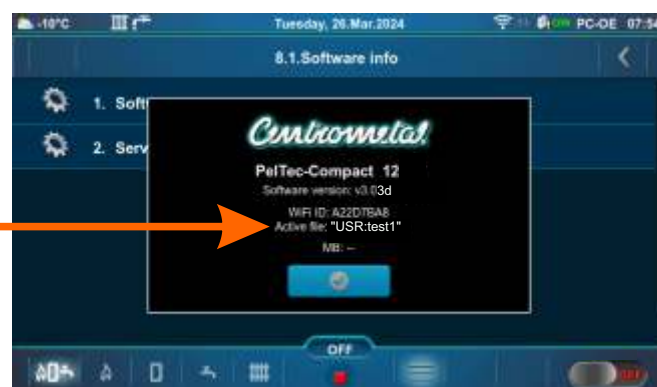 -10°C Tuesday, 26.Mar.2024 PC-OE 07:54
8.1.Software info
1. Soft
2. Serv
Centrometal
PelTec-Compact 12
Software version: v3.03d
WiFi ID: A22D7BA8
Active file: "USR:test1"
MB: --
OFF
OFF